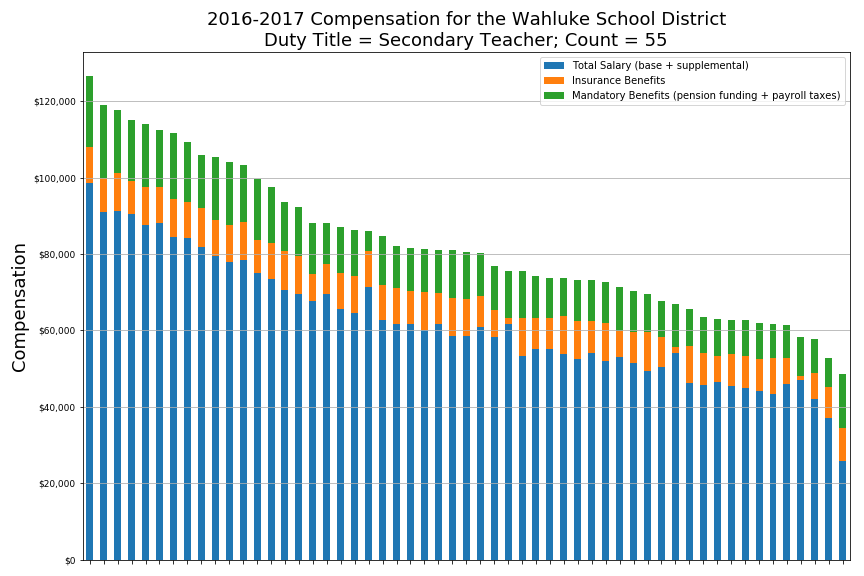 2016-2017 Compensation for the Wahluke School District
Duty Title = Secondary Teacher; Count = 55
Total Salary (base + supplemental)
Insurance Benefits
Mandatory Benefits (pension funding + payroll taxes)
Compensation
$120,000
$100,000
$80,000
$60,000
$40,000
$20,000
$0